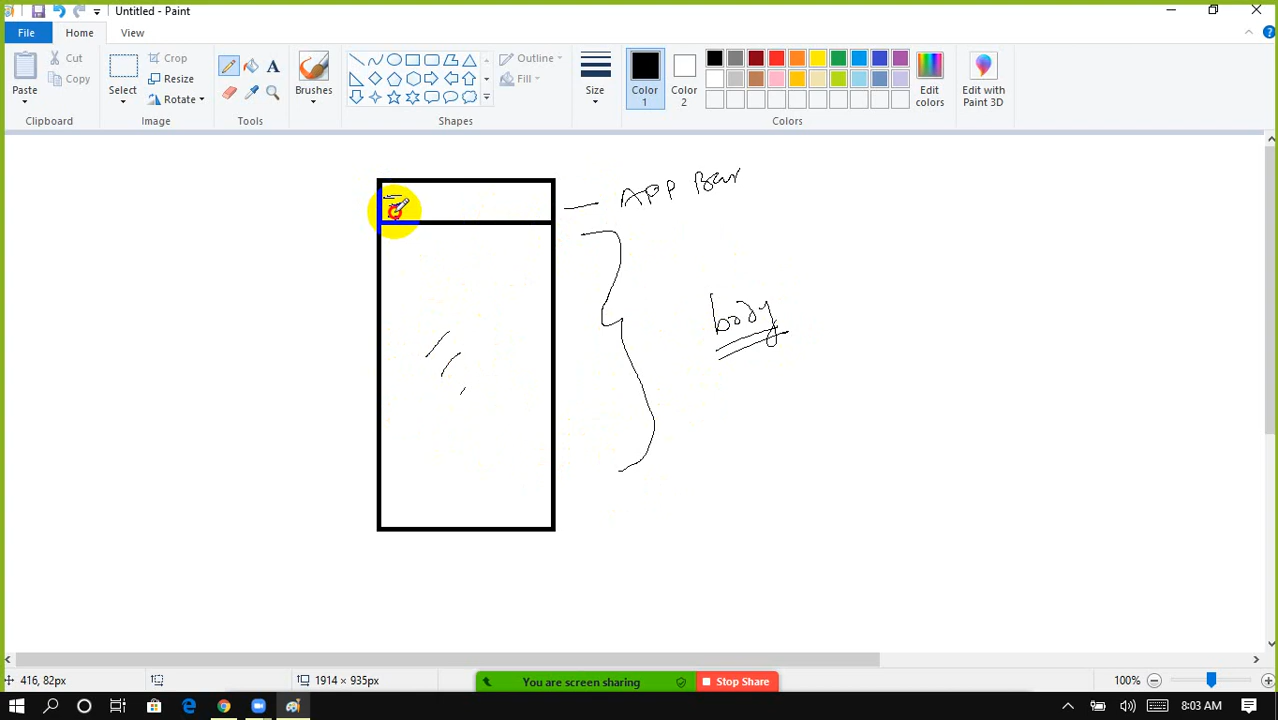 Untitled - Paint
File
Home
View
Paste
Cut
Copy
Clipboard
Select
Crop
Resize
Rotate
Image
A
Tools
Brushes
Outline
Fill
Shapes
Size
Color 1
Color 2
Edit colors
Edit with Paint 3D
Colors
APP Bar
body
416, 82px
1914 × 935px
100%
You are screen sharing
Stop Share
8:03 AM